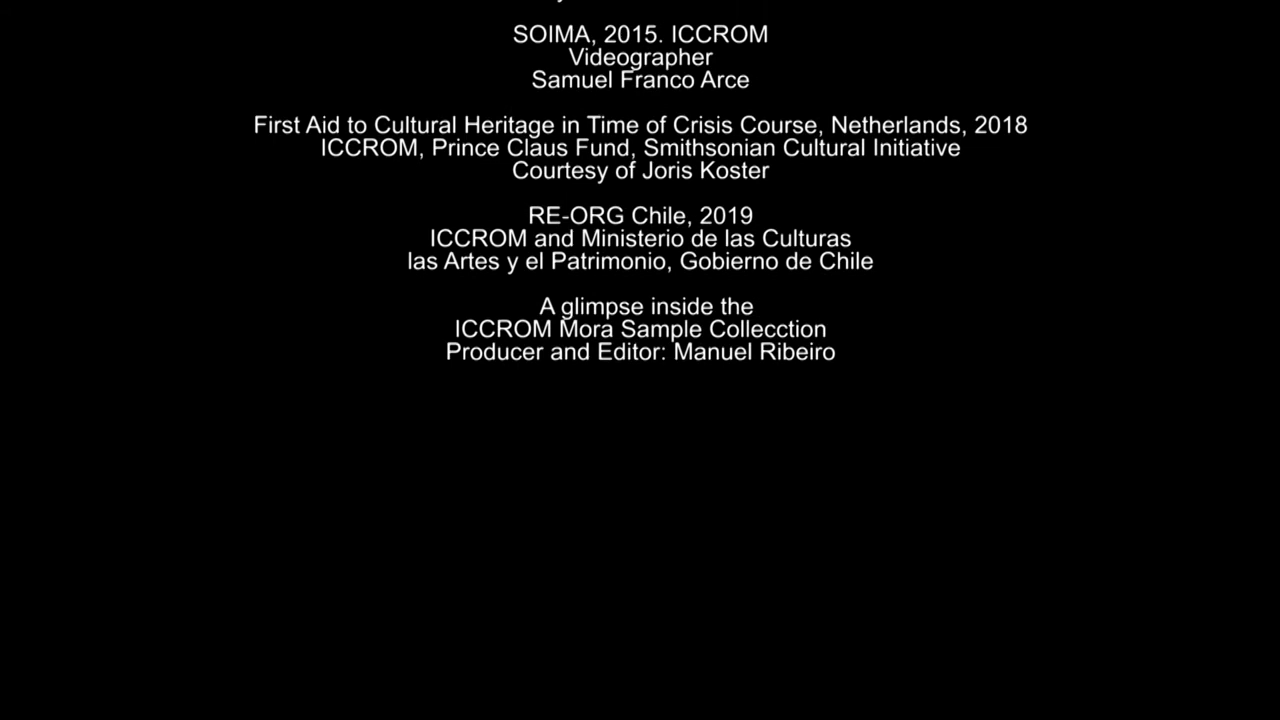 SOIMA, 2015. ICCROM
Videographer
Samuel Franco Arce
First Aid to Cultural Heritage in Time of Crisis Course, Netherlands, 2018
ICCROM, Prince Claus Fund, Smithsonian Cultural Initiative
Courtesy of Joris Koster
RE-ORG Chile, 2019
ICCROM and Ministerio de las Culturas
las Artes y el Patrimonio, Gobierno de Chile
A glimpse inside the
ICCROM Mora Sample Collecction
Producer and Editor: Manuel Ribeiro